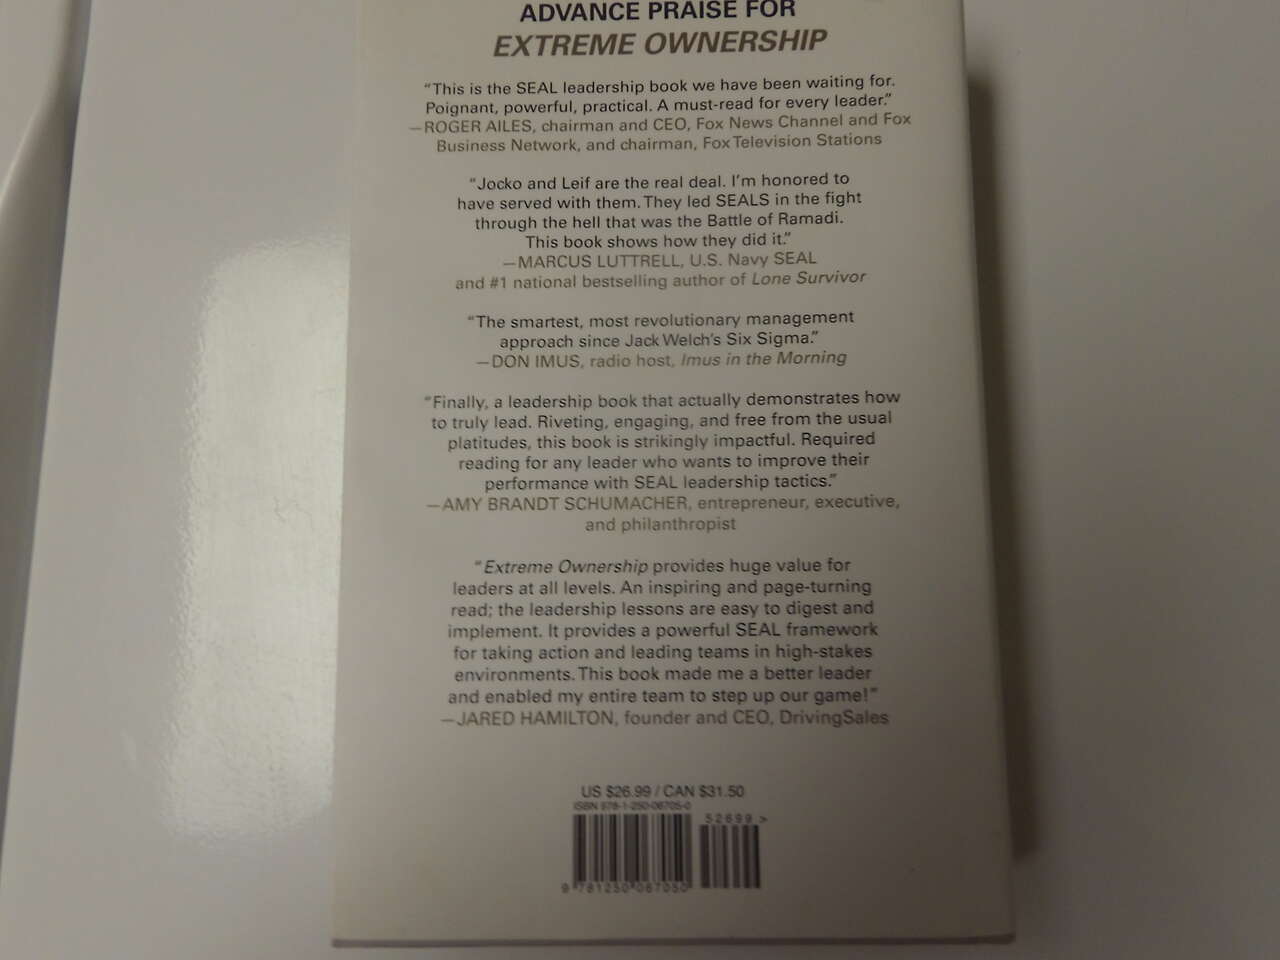 ADVANCE PRAISE FOR
EXTREME OWNERSHIP
“This is the SEAL leadership book we have been waiting for.
Poignant, powerful, practical. A must-read for every leader.”
—ROGER AILES, chairman and CEO, Fox News Channel and Fox
Business Network, and chairman, Fox Television Stations
“Jocko and Leif are the real deal. I’m honored to
have served with them. They led SEALS in the fight
through the hell that was the Battle of Ramadi.
This book shows how they did it.”
—MARCUS LUTTRELL, U.S. Navy SEAL
and #1 national bestselling author of Lone Survivor
“The smartest, most revolutionary management
approach since Jack Welch’s Six Sigma.”
—DON IMUS, radio host, Imus in the Morning
“Finally, a leadership book that actually demonstrates how
to truly lead. Riveting, engaging, and free from the usual
platitudes, this book is strikingly impactful. Required
reading for any leader who wants to improve their
performance with SEAL leadership tactics.”
—AMY BRANDT SCHUMACHER, entrepreneur, executive,
and philanthropist
“Extreme Ownership provides huge value for
leaders at all levels. An inspiring and page-turning
read; the leadership lessons are easy to digest and
implement. It provides a powerful SEAL framework
for taking action and leading teams in high-stakes
environments. This book made me a better leader
and enabled my entire team to step up our game!”
—JARED HAMILTON, founder and CEO, DrivingSales
US $26.99 / CAN $31.50
ISBN 978-1-250-06705-0
52699 >
9 781250 067050